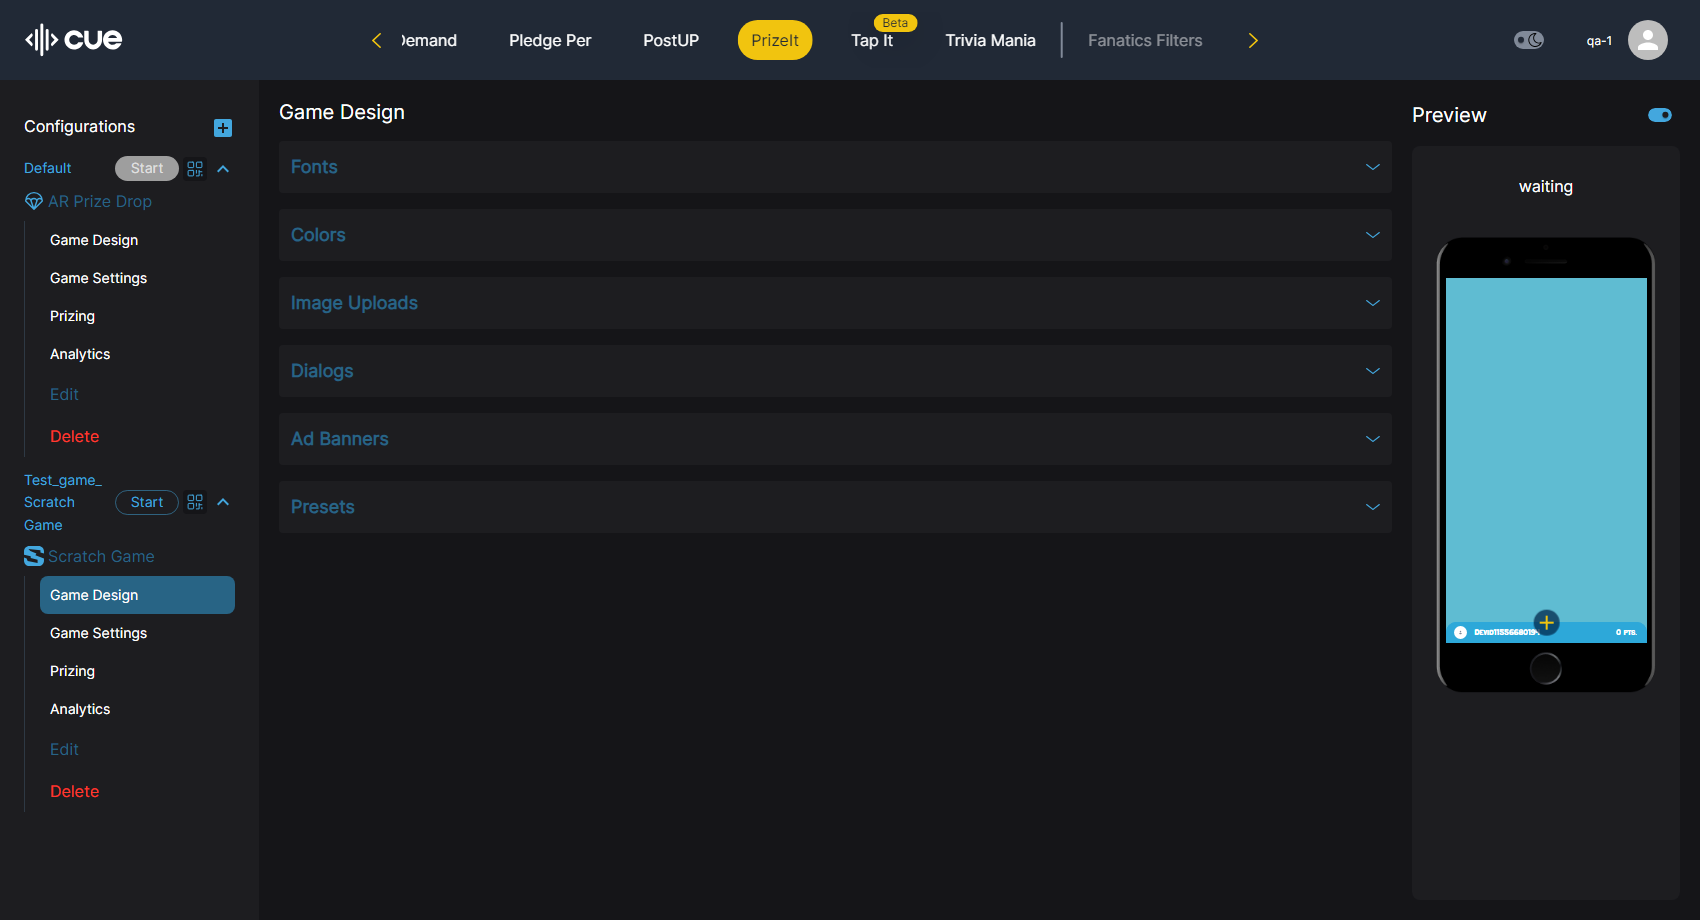 cue
Pledge Per
PostUP
PrizeIt
Beta
Tap It
Trivia Mania
Fanatics Filters
qa-1
Configurations
Default
Start
AR Prize Drop
Game Design
Game Settings
Prizing
Analytics
Edit
Delete
Test_game_
Scratch
Game
Start
Scratch Game
Game Design
Game Settings
Prizing
Analytics
Edit
Delete
Game Design
Fonts
Colors
Image Uploads
Dialogs
Ad Banners
Presets
Preview
waiting
0 PTS.